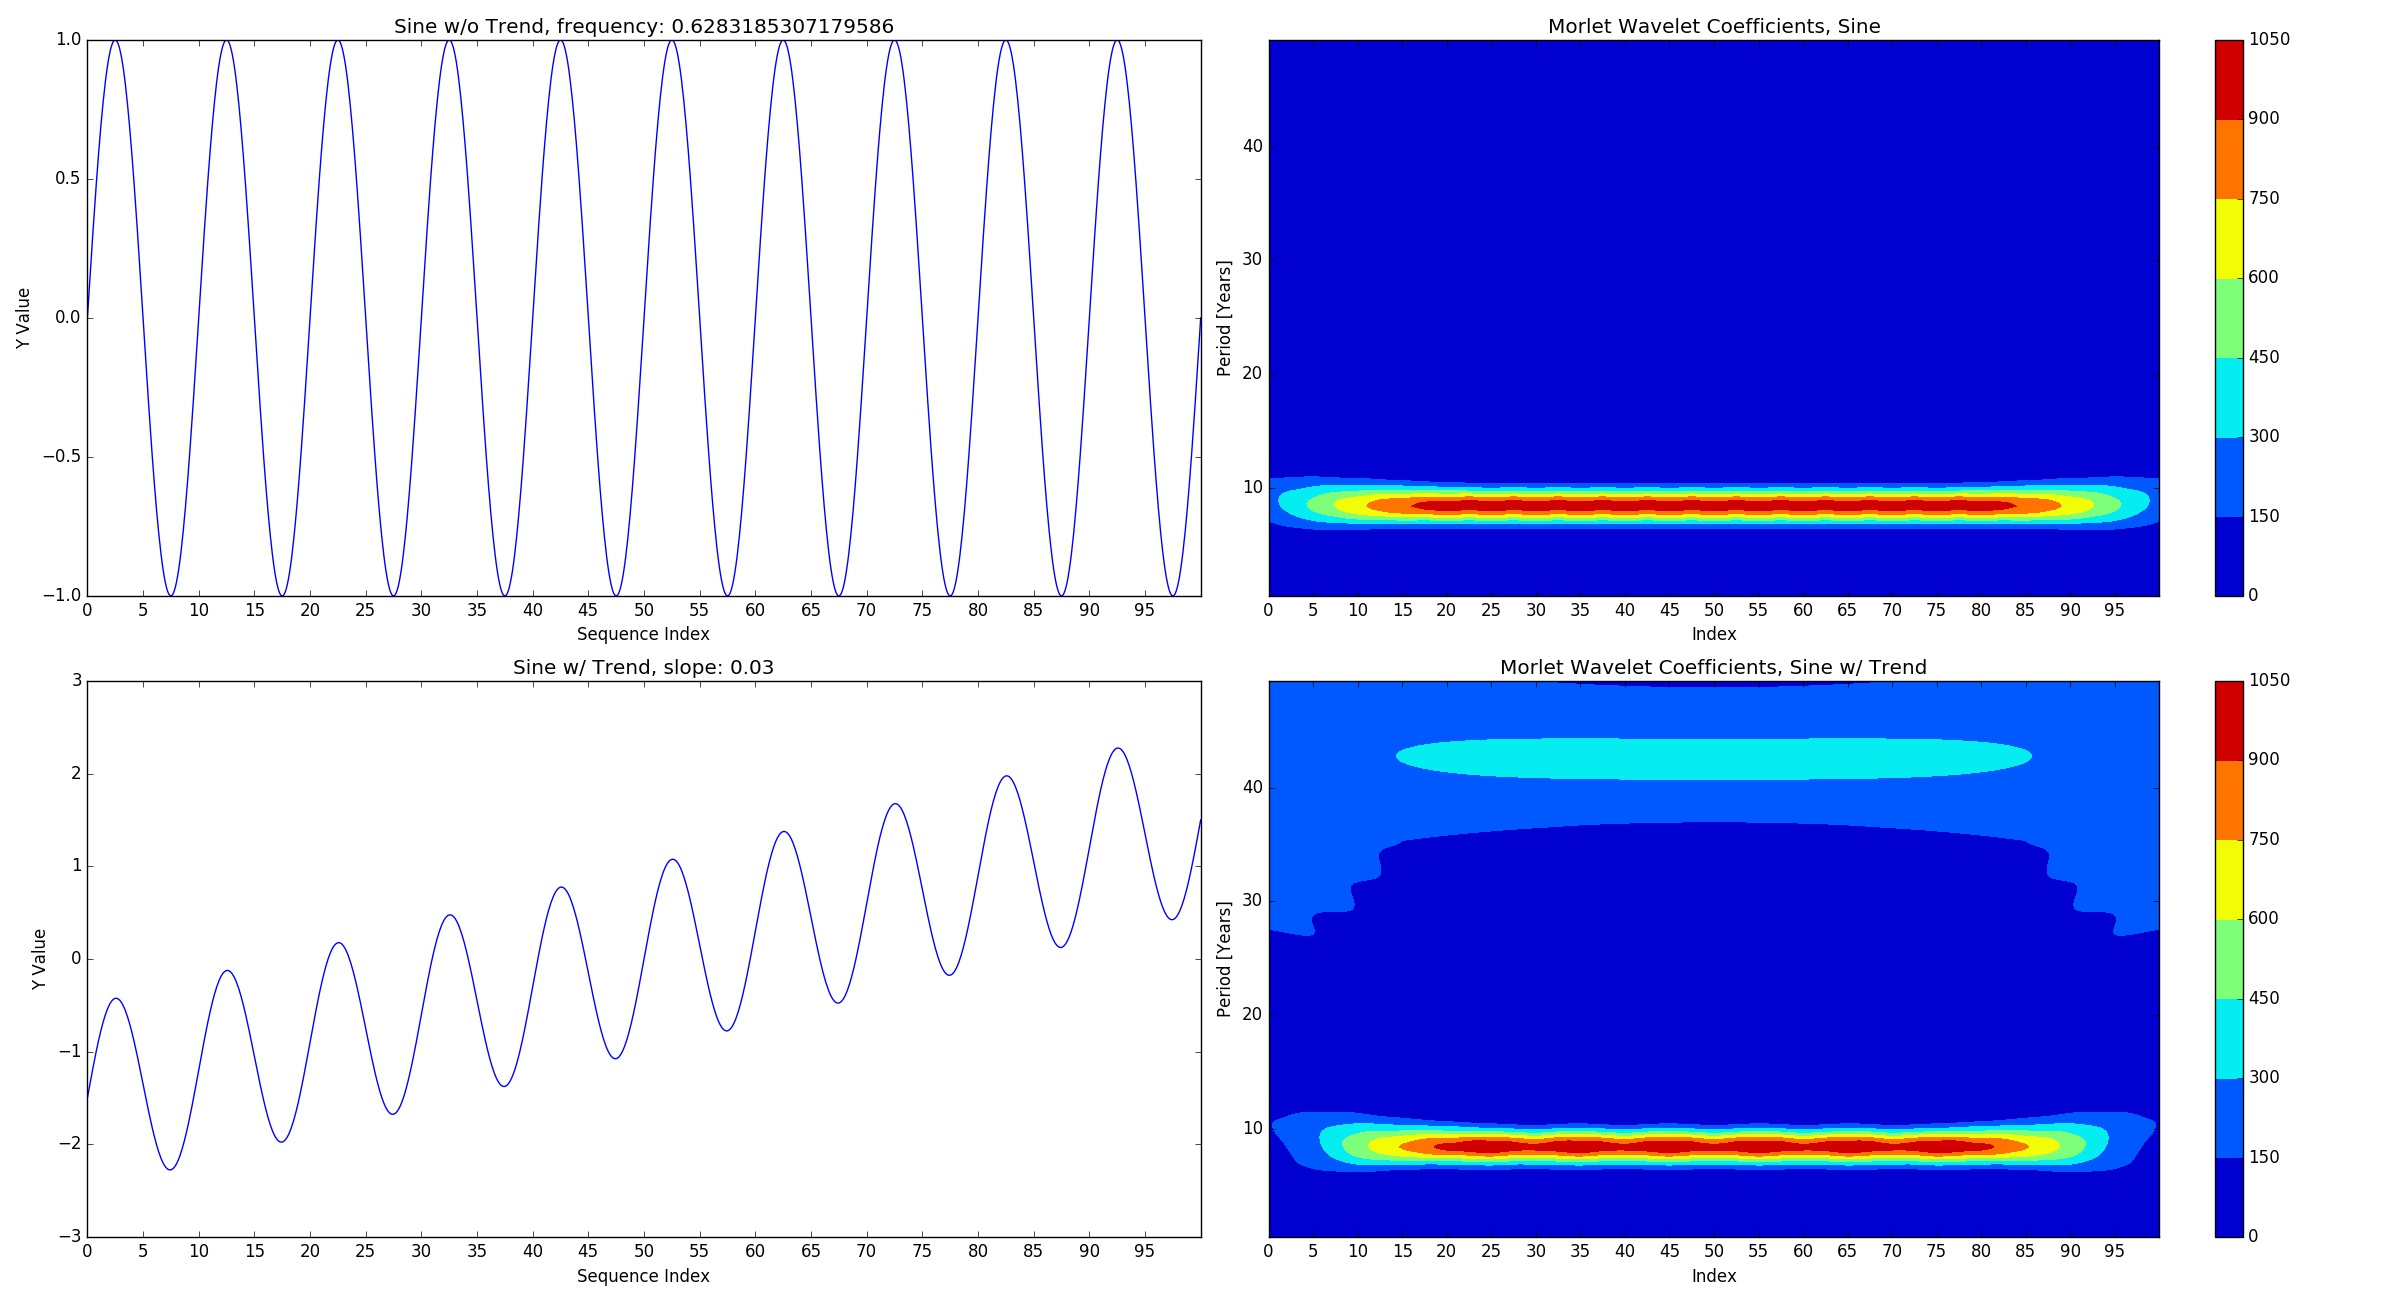 Sine w/o Trend, frequency: 0.6283185307179586
1.0
0.5
0.0
−0.5
−1.0
Y Value
0 5 10 15 20 25 30 35 40 45 50 55 60 65 70 75 80 85 90 95
Sequence Index
Morlet Wavelet Coefficients, Sine
40
30
20
10
Period [Years]
0 5 10 15 20 25 30 35 40 45 50 55 60 65 70 75 80 85 90 95
Index
1050
900
750
600
450
300
150
0
Sine w/ Trend, slope: 0.03
3
2
1
0
−1
−2
−3
Y Value
0 5 10 15 20 25 30 35 40 45 50 55 60 65 70 75 80 85 90 95
Sequence Index
Morlet Wavelet Coefficients, Sine w/ Trend
40
30
20
10
Period [Years]
0 5 10 15 20 25 30 35 40 45 50 55 60 65 70 75 80 85 90 95
Index
1050
900
750
600
450
300
150
0